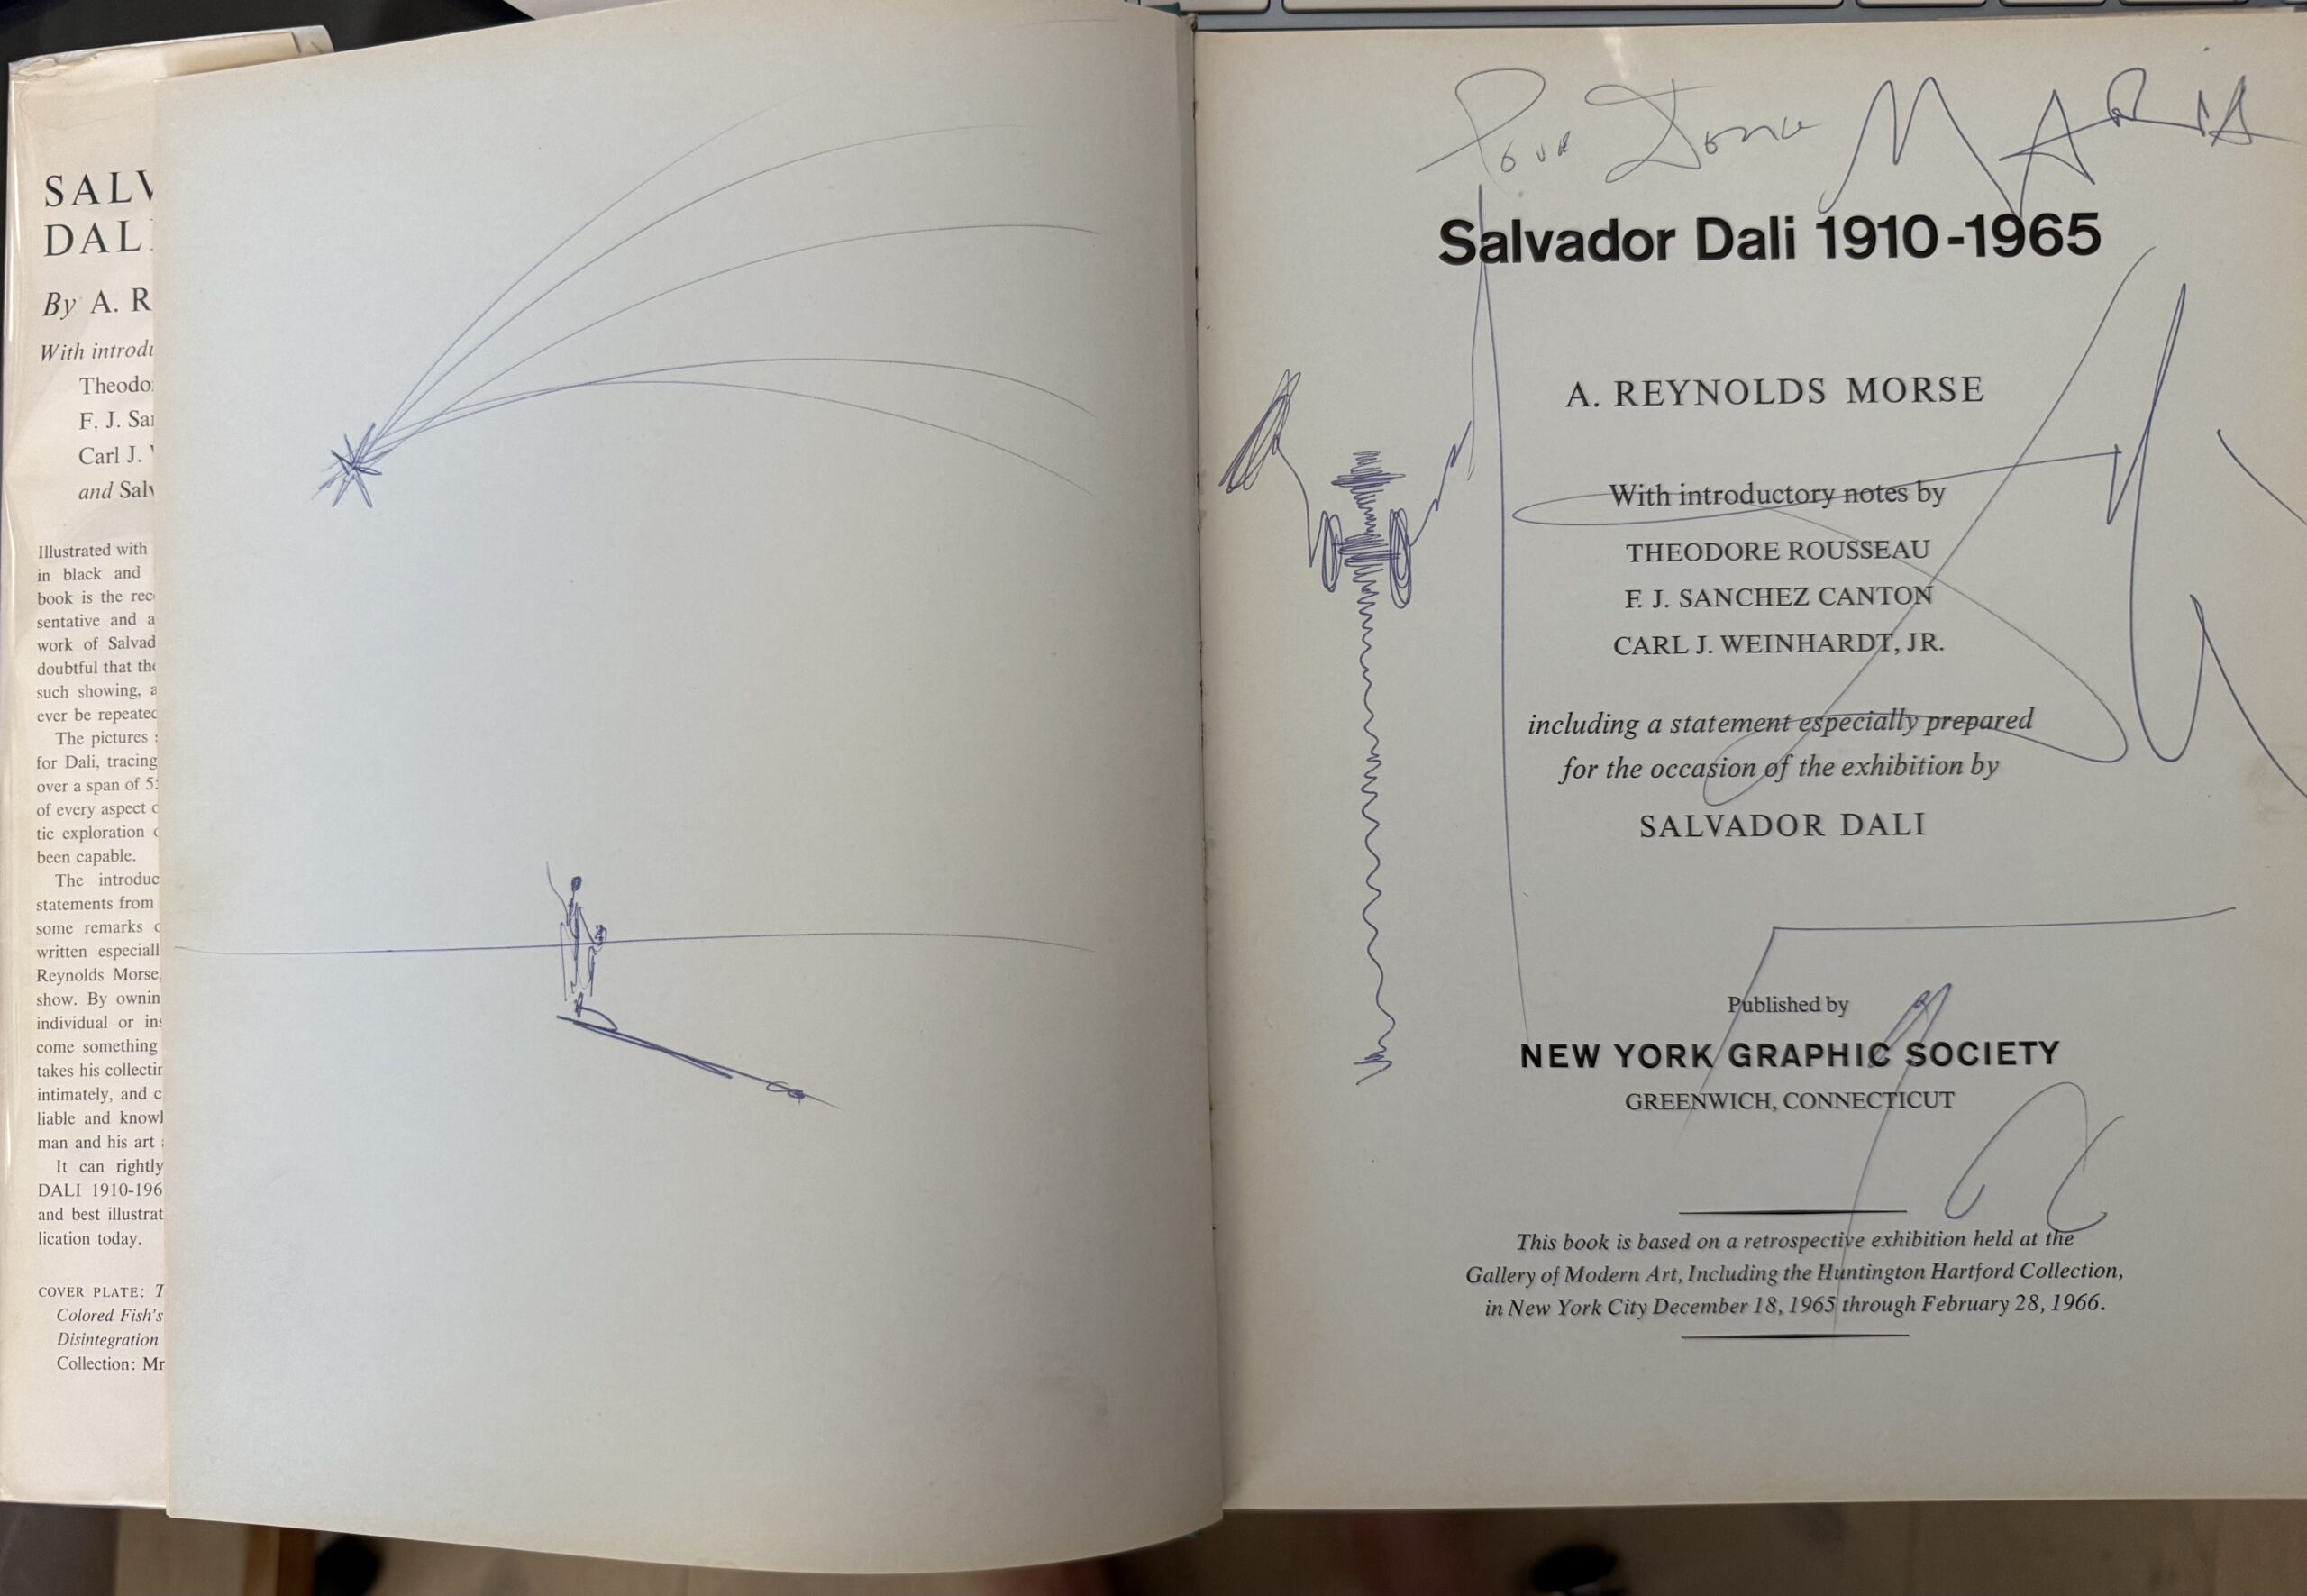 SALV
DAL
By A. R
With introdu
Theodo
F. J. Sa
Carl J.
and Salv
Illustrated with
in black and
book is the rec
sentative and a
work of Salvad
doubtful that the
such showing, a
ever be repeated
The pictures
for Dali, tracing
over a span of 5
of every aspect o
tic exploration
been capable.
The introduc
statements from
some remarks
written especiall
Reynolds Morse,
show. By ownin
individual or ins
come something
takes his collectin
intimately, and c
liable and knowl
man and his art
It can rightly
DALI 1910-196
and best illustrat
lication today.
COVER PLATE: T
Colored Fish's
Disintegration
Collection: Mr
Pour Dona MARIA
Salvador Dali 1910-1965
A. REYNOLDS MORSE
With introductory notes by
THEODORE ROUSSEAU
F. J. SANCHEZ CANTON
CARL J. WEINHARDT, JR.
including a statement especially prepared
for the occasion of the exhibition by
SALVADOR DALI
Published by
NEW YORK GRAPHIC SOCIETY
GREENWICH, CONNECTICUT
This book is based on a retrospective exhibition held at the
Gallery of Modern Art, Including the Huntington Hartford Collection,
in New York City December 18, 1965 through February 28, 1966.